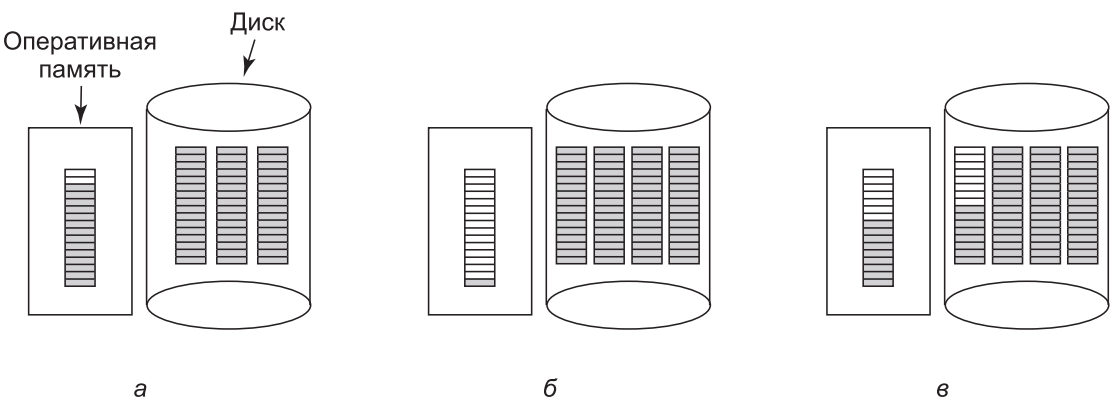 Диск
Оперативная
память
а
б
в